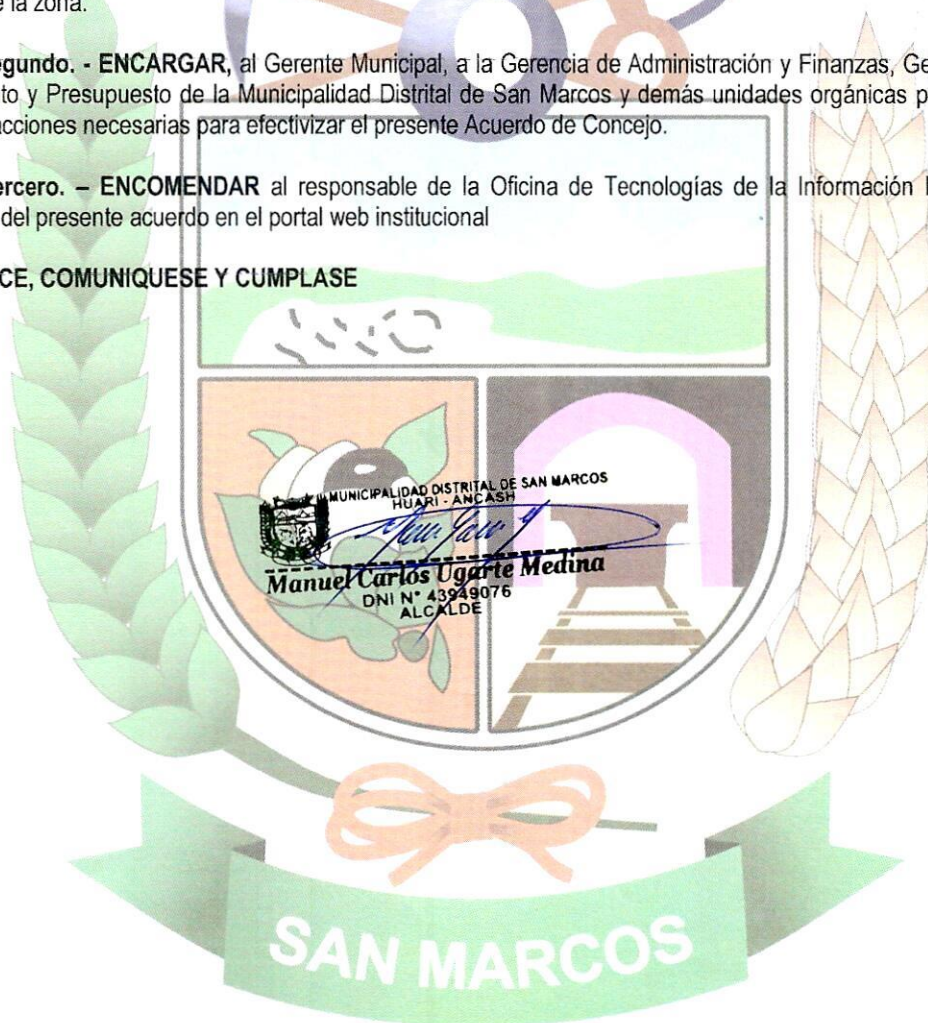 la zona.
egundo. - ENCARGAR, al Gerente Municipal, a la Gerencia de Administración y Finanzas, Ge
to y Presupuesto de la Municipalidad Distrital de San Marcos y demás unidades orgánicas p
acciones necesarias para efectivizar el presente Acuerdo de Concejo.
ercero. – ENCOMENDAR al responsable de la Oficina de Tecnologías de la Información
del presente acuerdo en el portal web institucional
CE, COMUNIQUESE Y CUMPLASE
MUNICIPALIDAD DISTRITAL DE SAN MARCOS
HUARI - ANCASH
Manuel Carlos Ugarte Medina
DNI N° 43949076
ALCALDE
SAN MARCOS